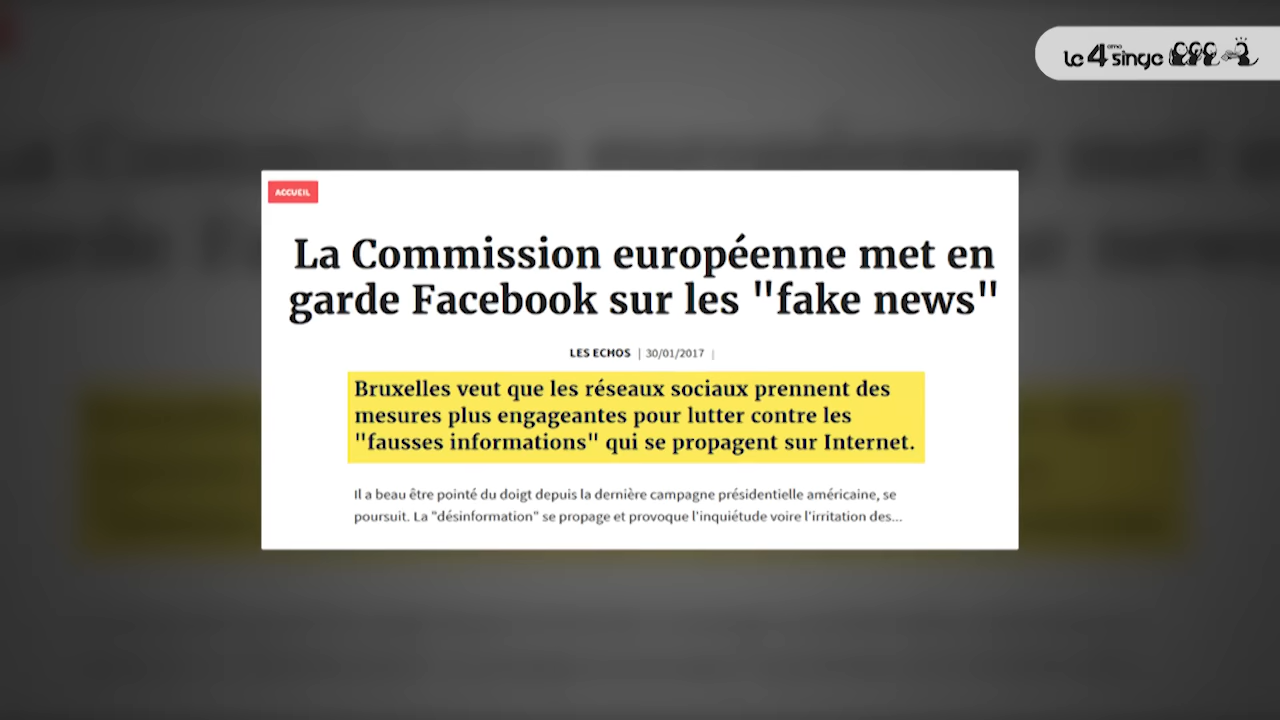 le 4ème singe
ACCUEIL
La Commission européenne met en
garde Facebook sur les "fake news"
LES ECHOS | 30/01/2017 |
Bruxelles veut que les réseaux sociaux prennent des
mesures plus engageantes pour lutter contre les
"fausses informations" qui se propagent sur Internet.
Il a beau être pointé du doigt depuis la dernière campagne présidentielle américaine, se
poursuit. La "désinformation" se propage et provoque l'inquiétude voire l'irritation des...